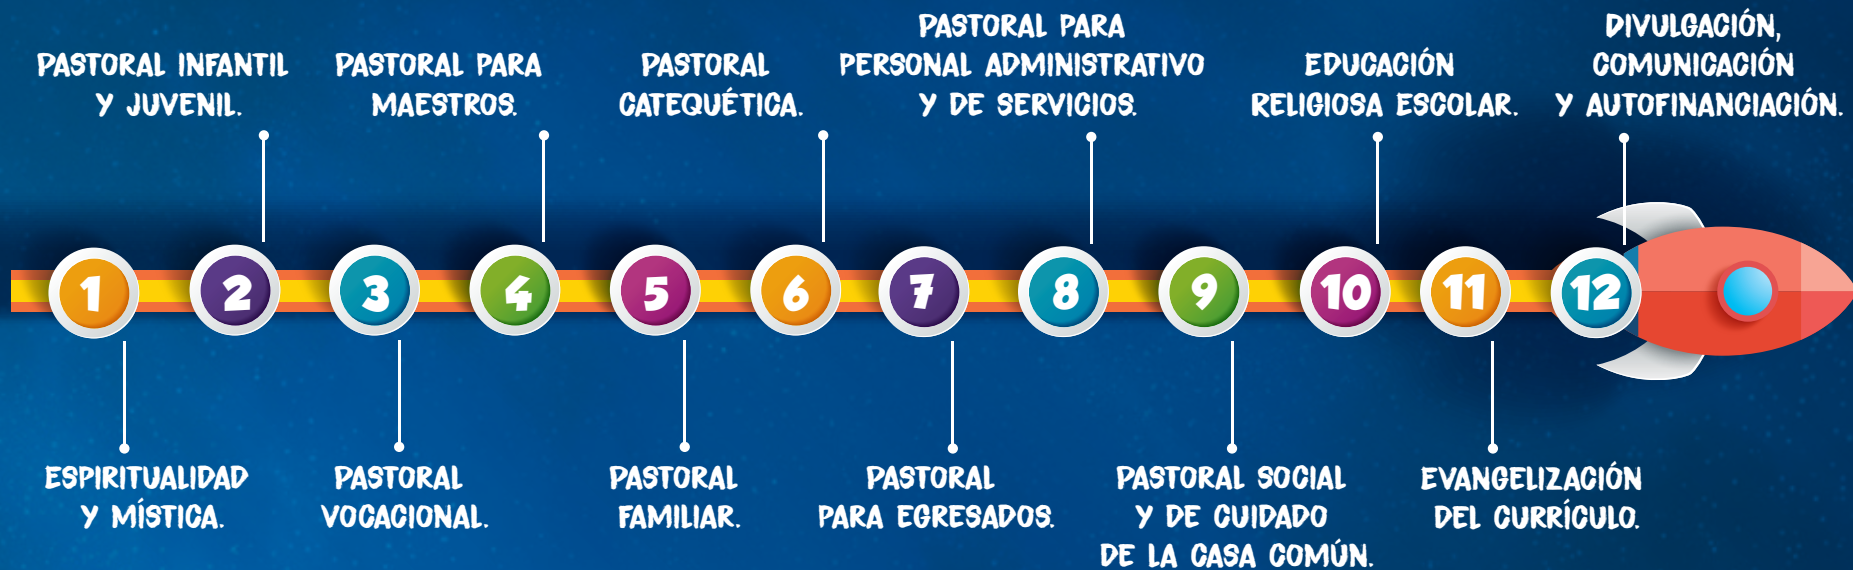 PASTORAL INFANTIL
Y JUVENIL.
PASTORAL PARA
MAESTROS.
PASTORAL
CATEQUÉTICA.
PASTORAL PARA
PERSONAL ADMINISTRATIVO
Y DE SERVICIOS.
EDUCACIÓN
RELIGIOSA ESCOLAR.
DIVULGACIÓN,
COMUNICACIÓN
Y AUTOFINANCIACIÓN.
1
2
3
4
5
6
7
8
9
10
11
12
ESPIRITUALIDAD
Y MÍSTICA.
PASTORAL
VOCACIONAL.
PASTORAL
FAMILIAR.
PASTORAL
PARA EGRESADOS.
PASTORAL SOCIAL
Y DE CUIDADO
DE LA CASA COMÚN.
EVANGELIZACIÓN
DEL CURRÍCULO.